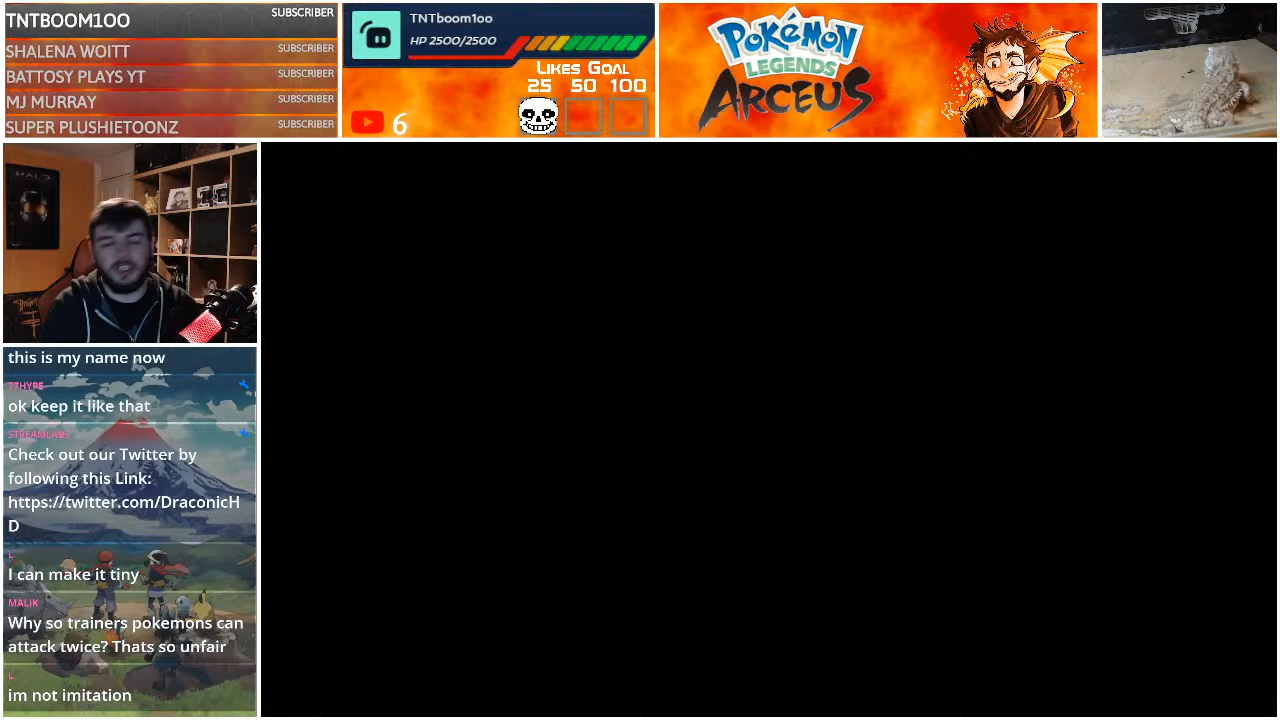 TNTBOOM1OO
SUBSCRIBER
SHALENA WOITT
SUBSCRIBER
BATTOSY PLAYS YT
SUBSCRIBER
MJ MURRAY
SUBSCRIBER
SUPER PLUSHIETOONZ
SUBSCRIBER
TNTboom1oo
HP 2500/2500
LIKES GOAL
25 50 100
6
POKéMON
LEGENDS
ARCEUS
HALO
this is my name now
77HYPE
ok keep it like that
STREAMLABS
Check out our Twitter by
following this Link:
https://twitter.com/DraconicH
D
L
I can make it tiny
MALIK
Why so trainers pokemons can
attack twice? Thats so unfair
L
im not imitation